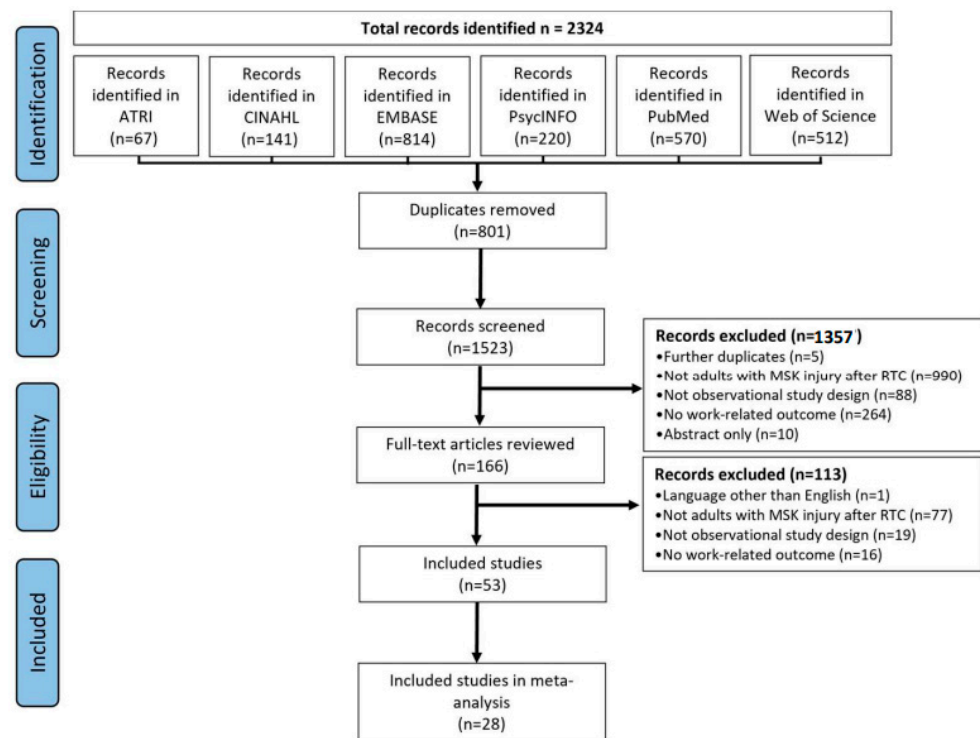 Identification
Total records identified n = 2324
Records
identified in
ATRI
(n=67)
Records
identified in
CINAHL
(n=141)
Records
identified in
EMBASE
(n=814)
Records
identified in
PsycINFO
(n=220)
Records
identified in
PubMed
(n=570)
Records
identified in
Web of Science
(n=512)
Screening
Duplicates removed
(n=801)
Records screened
(n=1523)
Records excluded (n=1357)
•Further duplicates (n=5)
•Not adults with MSK injury after RTC (n=990)
•Not observational study design (n=88)
•No work-related outcome (n=264)
•Abstract only (n=10)
Eligibility
Full-text articles reviewed
(n=166)
Records excluded (n=113)
•Language other than English (n=1)
•Not adults with MSK injury after RTC (n=77)
•Not observational study design (n=19)
•No work-related outcome (n=16)
Included
Included studies
(n=53)
Included studies in meta-
analysis
(n=28)